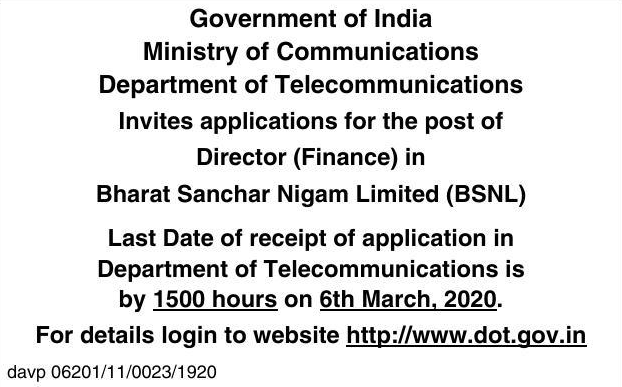 Government of India
Ministry of Communications
Department of Telecommunications
Invites applications for the post of
Director (Finance) in
Bharat Sanchar Nigam Limited (BSNL)
Last Date of receipt of application in
Department of Telecommunications is
by 1500 hours on 6th March, 2020.
For details login to website http://www.dot.gov.in
davp 06201/11/0023/1920